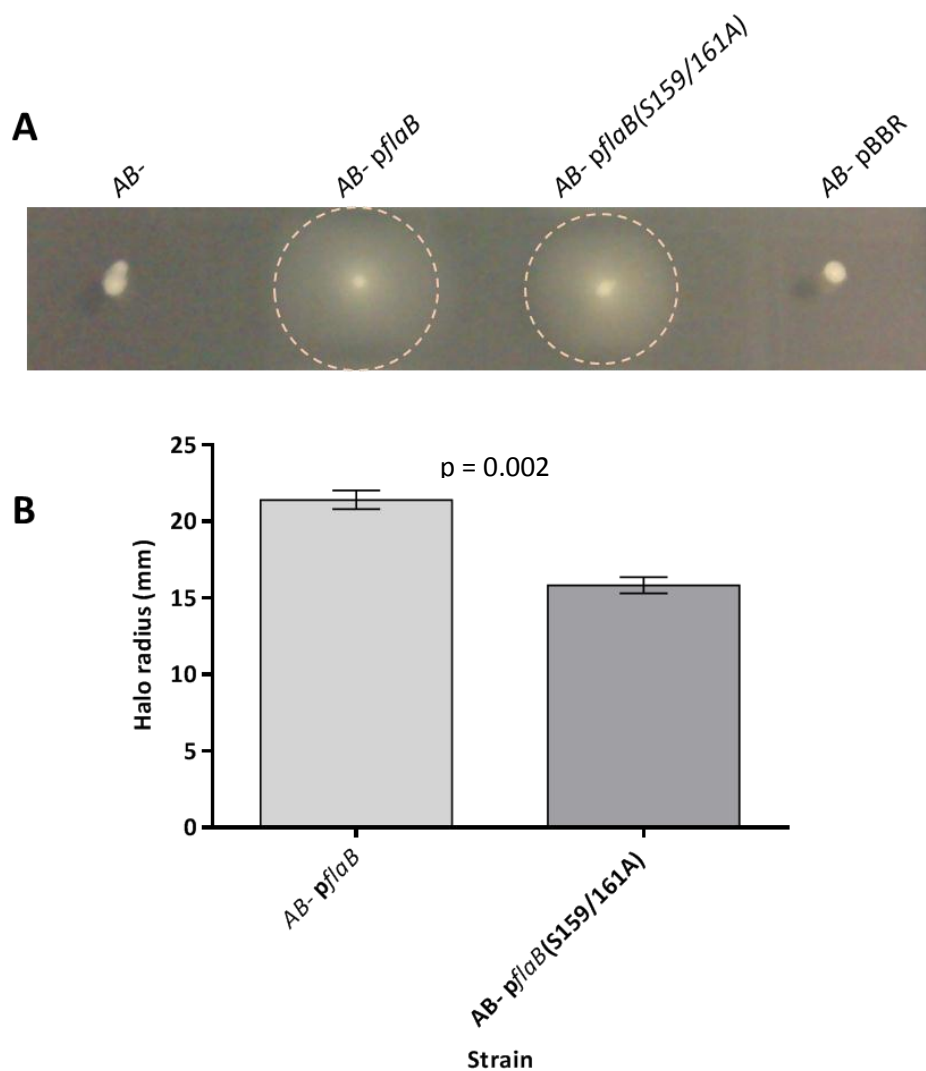 A
AB-
AB- pflaB
AB- pflaB(S159/161A)
AB- pBBR
B
p = 0.002
25
20
15
10
5
0
Halo radius (mm)
AB- pflaB
AB- pflaB(S159/161A)
Strain